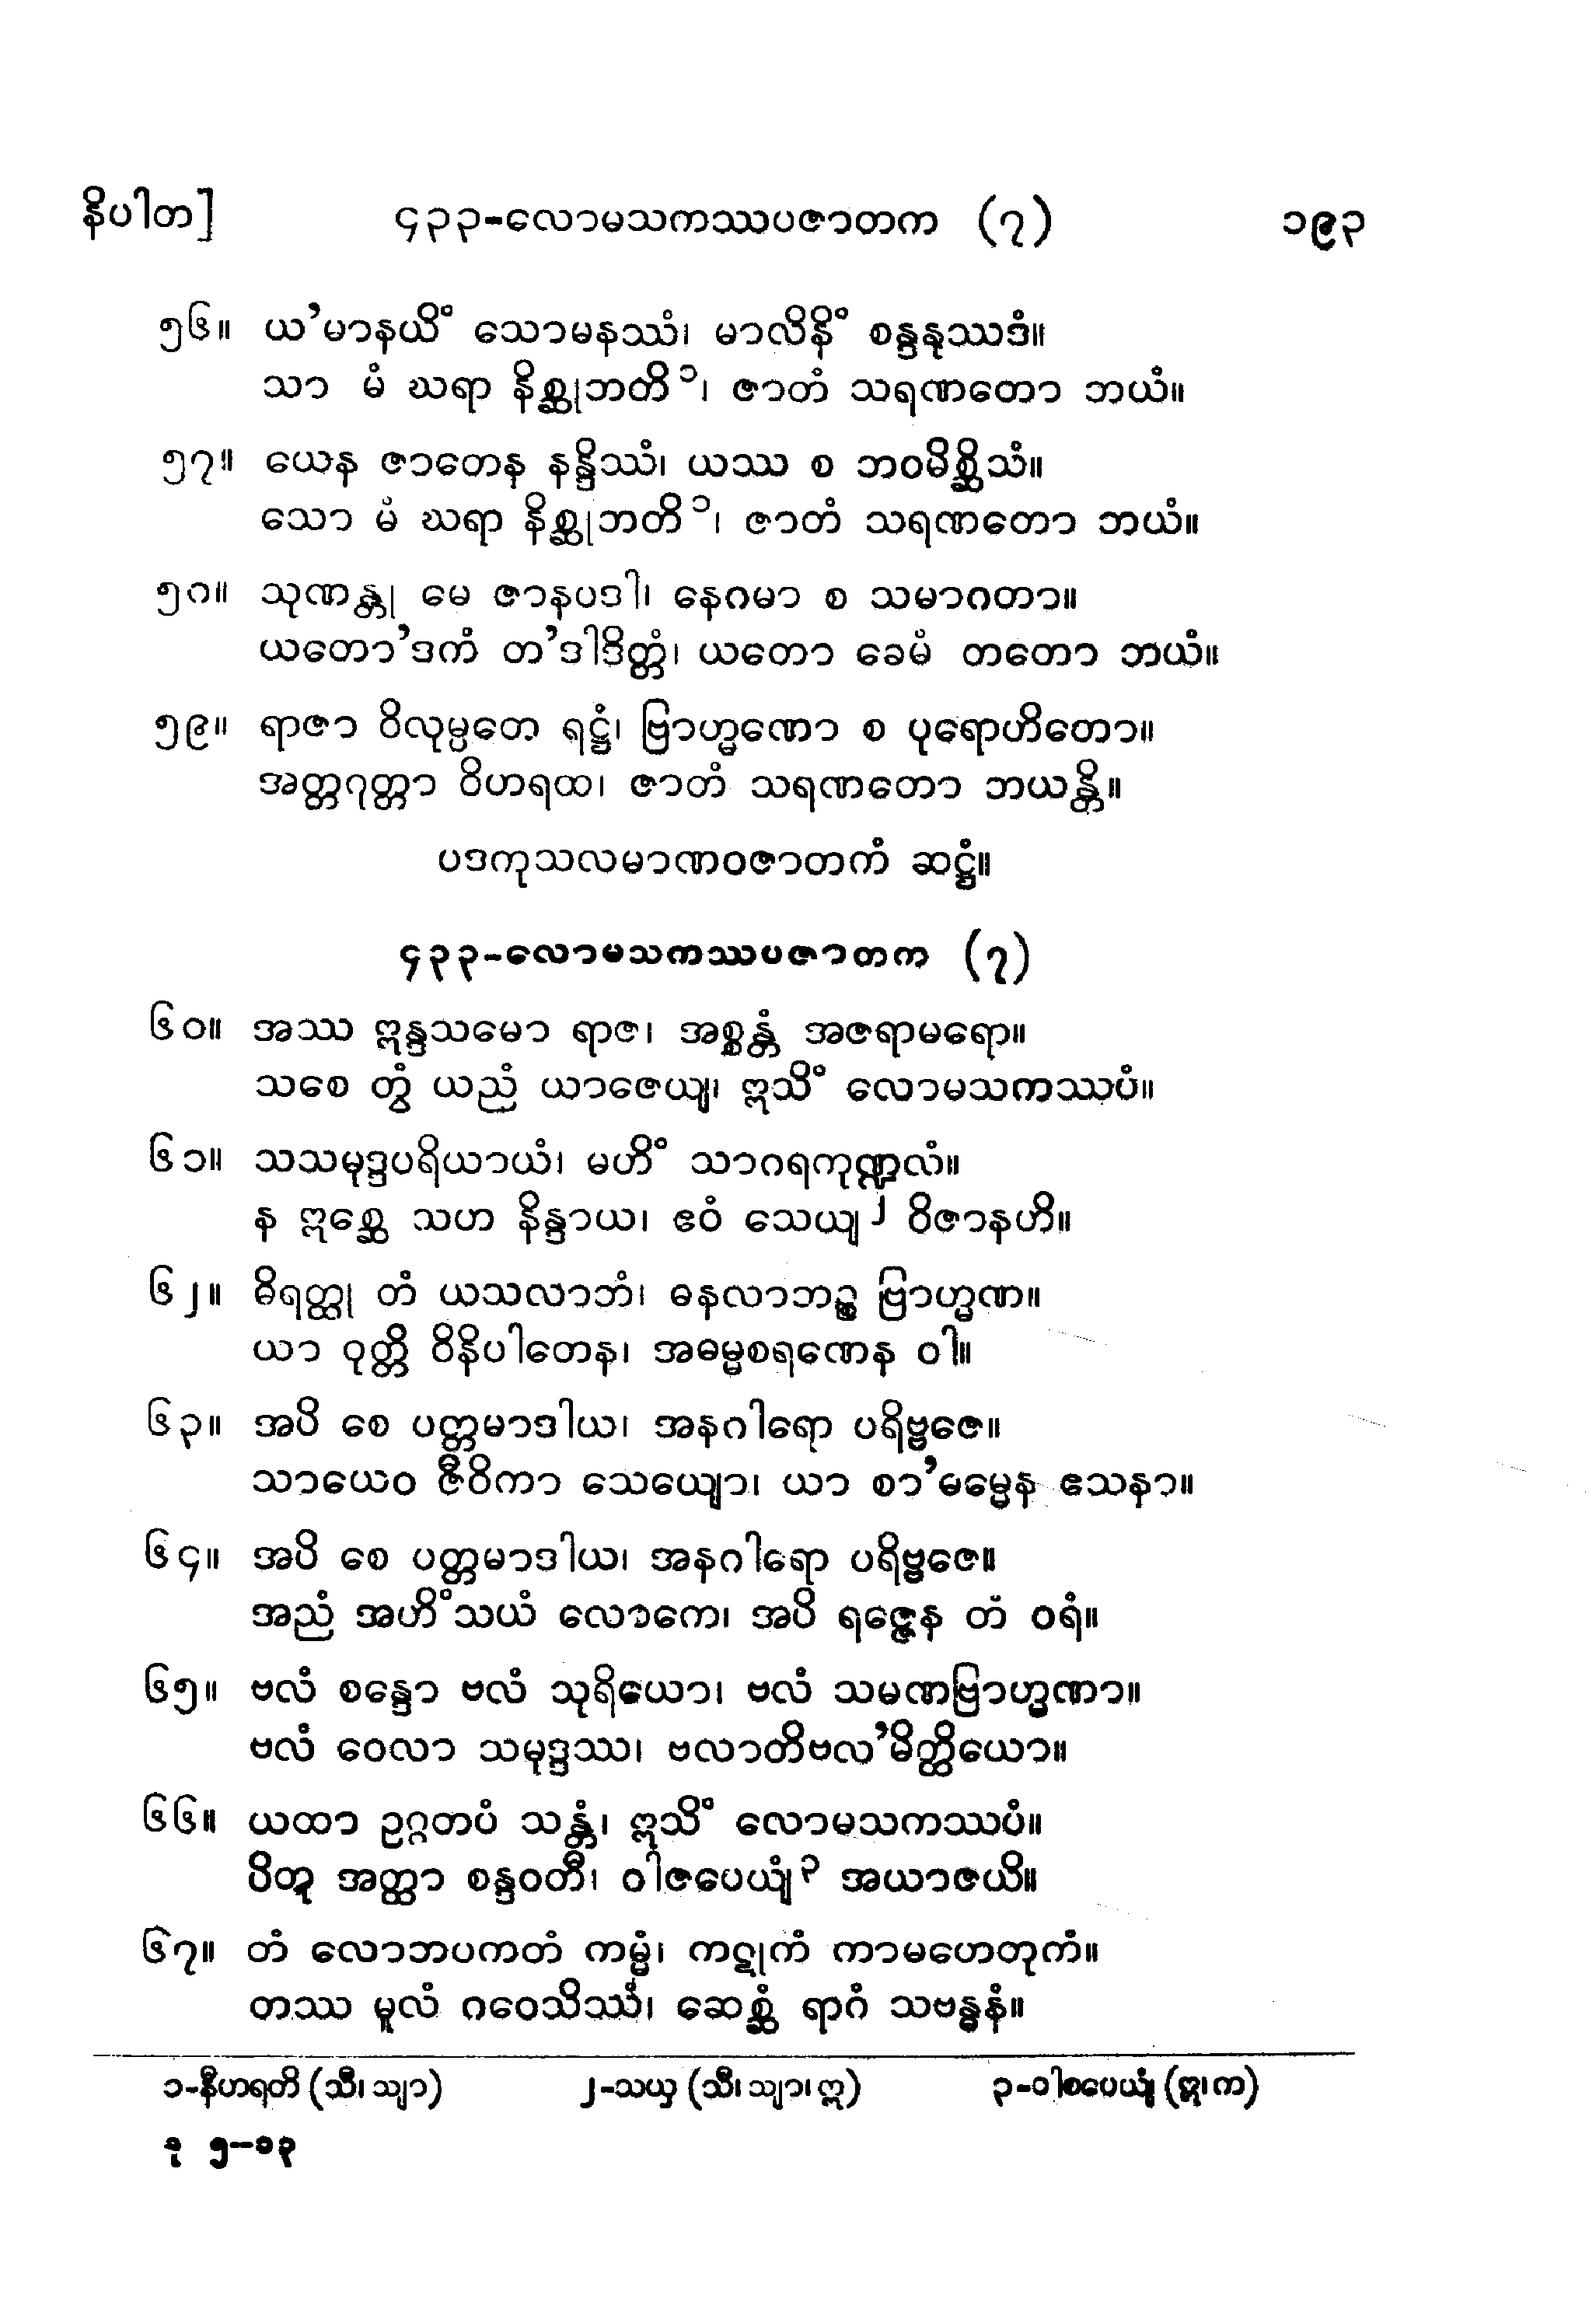 နိပါတ] ၄၃၃-လောမသကဿပဇာတက (၇) ၁၉၃
၅၆။ ယ’မာနယိံ သောမနဿံ၊ မာလိနိံ စန္ဒနုဿဒံ။
သာ မံ ဃရာ နိစ္ဆုဘတိ၁၊ ဇာတံ သရဏတော ဘယံ။
၅၇။ ယေန ဇာတေန နန္ဒိဿံ၊ ယဿ စ ဘဝမိစ္ဆိသံ။
သော မံ ဃရာ နိစ္ဆုဘတိ၁၊ ဇာတံ သရဏတော ဘယံ။
၅၈။ သုဏန္တု မေ ဇာနပဒါ၊ နေဂမာ စ သမာဂတာ။
ယတော’ဒကံ တ’ဒါဒိတ္တံ၊ ယတော ခေမံ တတော ဘယံ။
၅၉။ ရာဇာ ဝိလုမ္ပတေ ရဋ္ဌံ၊ ဗြာဟ္မဏော စ ပုရောဟိတော။
အတ္တဂုတ္တာ ဝိဟရထ၊ ဇာတံ သရဏတော ဘယန္တိ။
ပဒကုသလမာဏဝဇာတကံ ဆဋ္ဌံ။
၄၃၃-လောမသကဿပဇာတက (၇)
၆၀။ အဿ ဣန္ဒသမော ရာဇ၊ အစ္စန္တံ အဇရာမရော။
သစေ တွံ ယညံ ယာဇေယျ၊ ဣသိံ လောမသကဿပံ။
၆၁။ သသမုဒ္ဒပရိယာယံ၊ မဟိံ သာဂရကုဏ္ဍလံ။
န ဣစ္ဆေ သဟ နိန္ဒာယ၊ ဧဝံ သေယျ၂ ဝိဇာနဟိ။
၆၂။ ဓိရတ္ထု တံ ယသလာဘံ၊ ဓနလာဘဉ္စ ဗြာဟ္မဏ။
ယာ ဝုတ္တိ ဝိနိပါတေန၊ အဓမ္မစရဏေန ဝါ။
၆၃။ အပိ စေ ပတ္တမာဒါယ၊ အနဂါရော ပရိဗ္ဗဇေ။
သာယေဝ ဇီဝိကာ သေယျော၊ ယာ စာ’ဓမ္မေန ဧသနာ။
၆၄။ အပိ စေ ပတ္တမာဒါယ၊ အနဂါရော ပရိဗ္ဗဇေ။
အညံ အဟိံသယံ လောကေ၊ အပိ ရဇ္ဇေန တံ ဝရံ။
၆၅။ ဗလံ စန္ဒော ဗလံ သုရိယော၊ ဗလံ သမဏဗြာဟ္မဏာ။
ဗလံ ဝေလာ သမုဒ္ဒဿ၊ ဗလာတိဗလ’မိတ္ထိယော။
၆၆။ ယထာ ဥဂ္ဂတပံ သန္တံ၊ ဣသိံ လောမသကဿပံ။
ပိတု အတ္ထာ စန္ဒဝတီ၊ ဝါဇပေယျံ၃ အယာဇယိ။
၆၇။ တံ လောဘပကတံ ကမ္မံ၊ ကဋုကံ ကာမဟေတုကံ။
တဿ မူလံ ဂဝေသိဿံ၊ ဆေစ္ဆံ ရာဂံ သဗန္ဓနံ။
၁-နီဟရတိ (သီ၊ သျာ) ၂-သယှ (သီ၊ သျာ၊ ဣ) ၃-ဝါစပေယျံ (ဣ၊ က)
နု ၅-၁၃